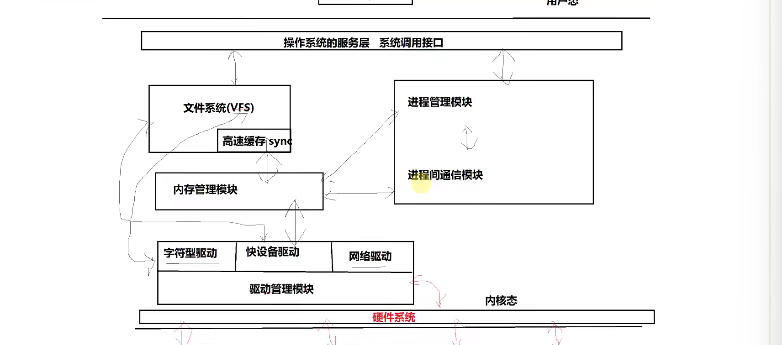 用户态
操作系统的服务层 系统调用接口
文件系统(VFS)
高速缓存 sync
进程管理模块
进程间通信模块
内存管理模块
字符型驱动
快设备驱动
网络驱动
驱动管理模块
内核态
硬件系统